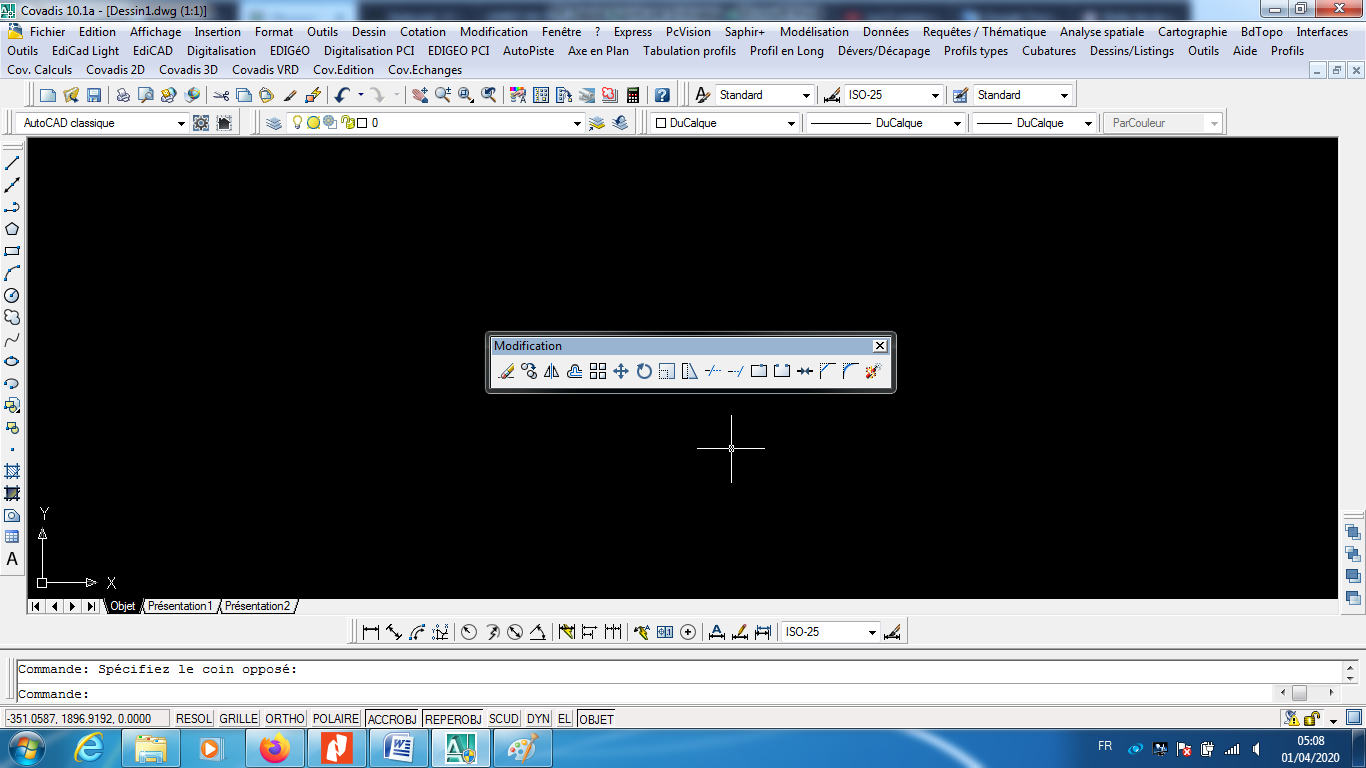 Covadis 10.1a - [Dessin1.dwg (1:1)]
Fichier Edition Affichage Insertion Format Outils Dessin Cotation Modification Fenêtre ? Express PcVision Saphir+ Modélisation Données Requêtes / Thématique Analyse spatiale Cartographie BdTopo Interfaces
Outils EdiCad Light EdiCAD Digitalisation EDIGéO Digitalisation PCI EDIGEO PCI AutoPiste Axe en Plan Tabulation profils Profil en Long Dévers/Décapage Profils types Cubatures Dessins/Listings Outils Aide Profils
Cov. Calculs Covadis 2D Covadis 3D Covadis VRD Cov.Edition Cov.Echanges
Standard ISO-25 Standard
AutoCAD classique 0 DuCalque DuCalque DuCalque ParCouleur
Modification
Y
X
Objet Présentation1 Présentation2
ISO-25
A
Commande: Spécifiez le coin opposé:
Commande:
-351.0587, 1896.9192, 0.0000 RESOL GRILLE ORTHO POLAIRE ACCROBJ REPEROBJ SCUD DYN EL OBJET
FR 05:08
01/04/2020